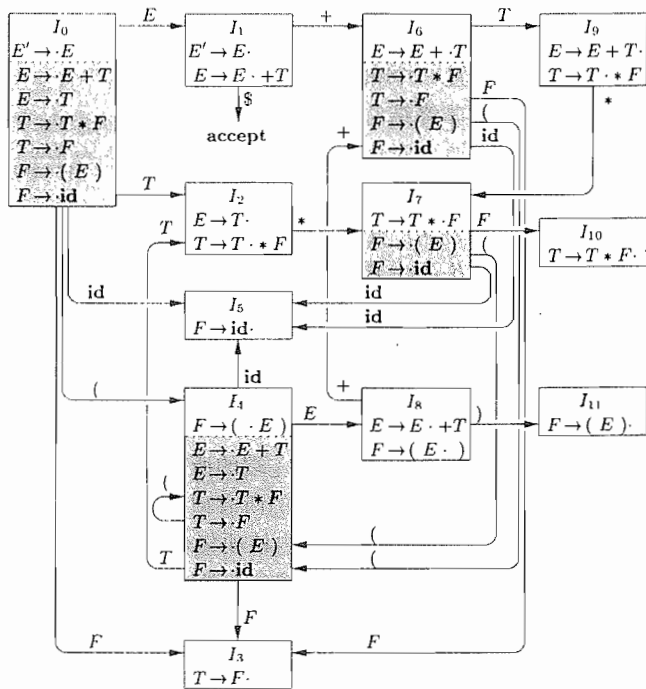 I₀
E′ → ·E
E → ·E + T
E → ·T
T → ·T * F
T → ·F
F → ·( E )
F → ·id
E
I₁
E′ → E·
E → E · +T
$
accept
+
I₆
E → E + ·T
T → ·T * F
T → ·F
F → ·( E )
F → ·id
T
I₉
E → E + T·
T → T · * F
F
(
id
+
*
T
I₂
E → T·
T → T · * F
T
*
I₇
T → T * ·F
F → ·( E )
F → ·id
F
(
I₁₀
T → T * F·
id
I₅
F → id·
id
id
id
(
I₄
F → ( · E )
E → ·E + T
E → ·T
T → ·T * F
T → ·F
F → ·( E )
F → ·id
(
T
E
+
I₈
E → E · +T
F → ( E · )
)
I₁₁
F → ( E )·
(
(
F
F
I₃
T → F·
F